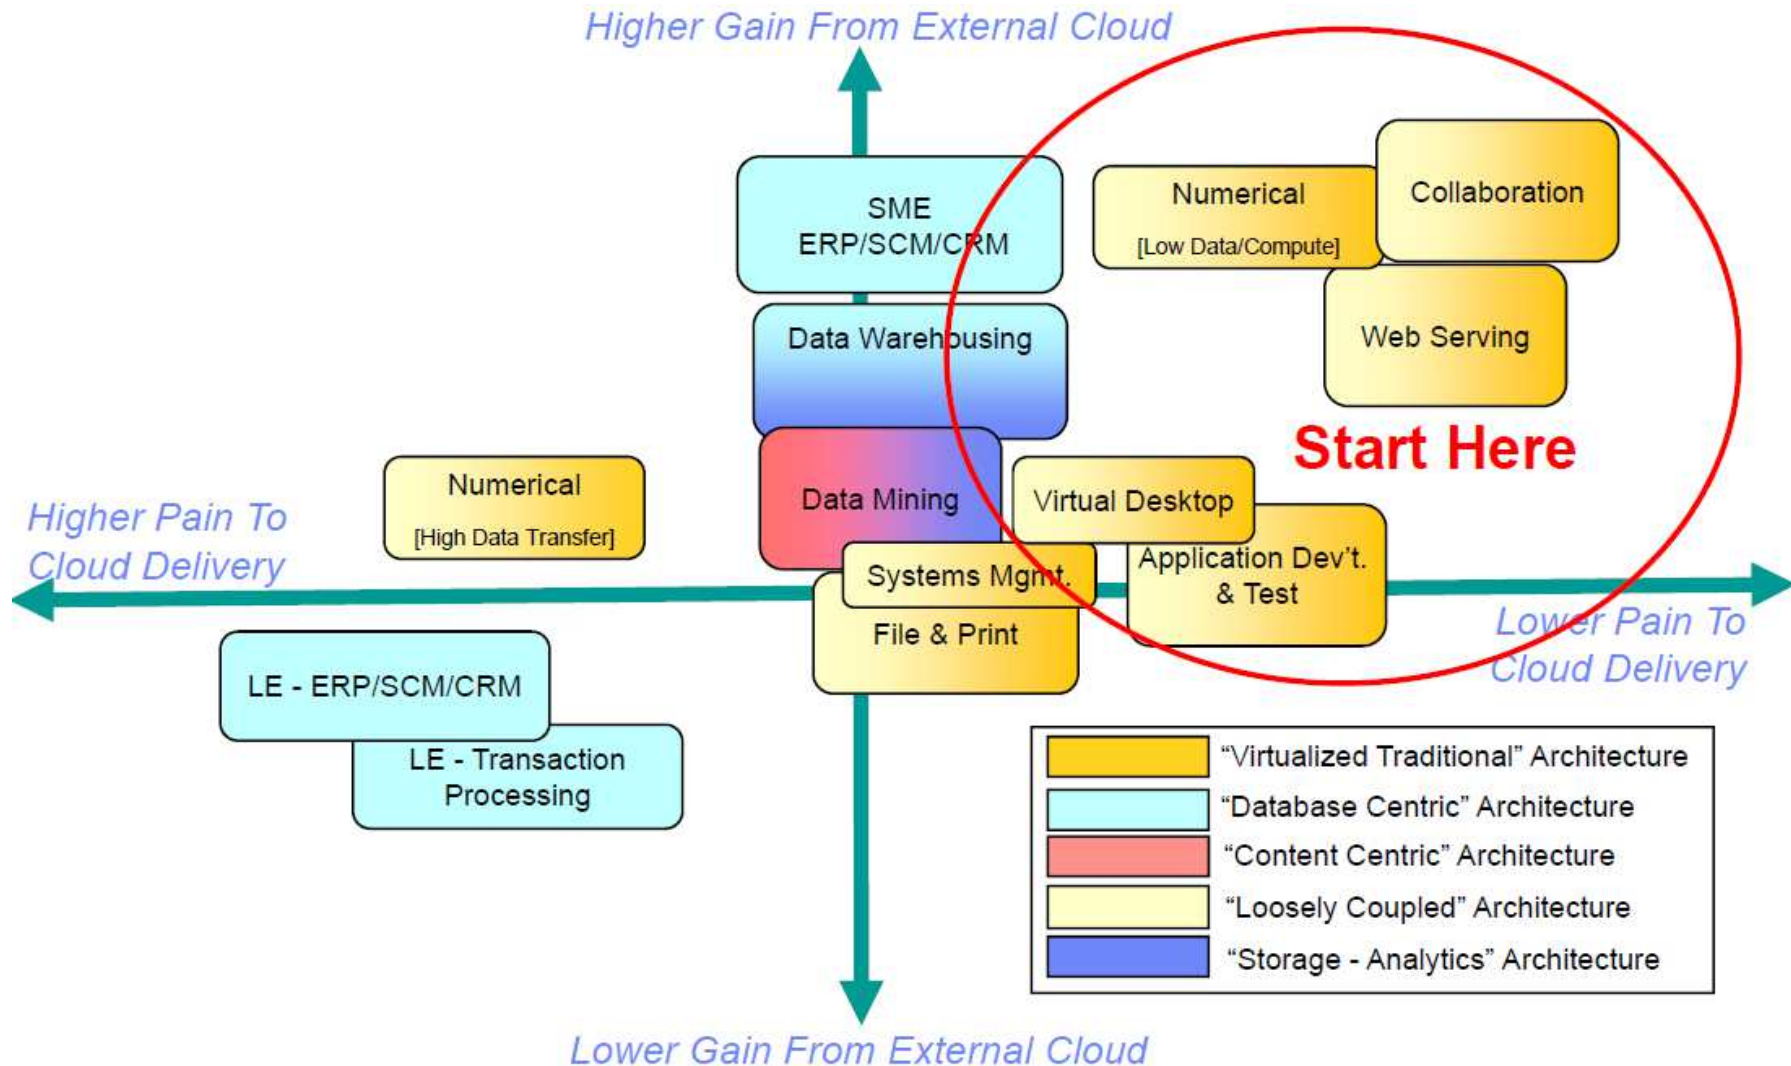 Higher Gain From External Cloud
SME
ERP/SCM/CRM
Numerical
[Low Data/Compute]
Collaboration
Data Warehousing
Web Serving
Start Here
Numerical
[High Data Transfer]
Data Mining
Virtual Desktop
Higher Pain To
Cloud Delivery
Systems Mgmt.
Application Dev’t.
& Test
File & Print
Lower Pain To
Cloud Delivery
LE - ERP/SCM/CRM
LE - Transaction
Processing
“Virtualized Traditional” Architecture
“Database Centric” Architecture
“Content Centric” Architecture
“Loosely Coupled” Architecture
“Storage - Analytics” Architecture
Lower Gain From External Cloud